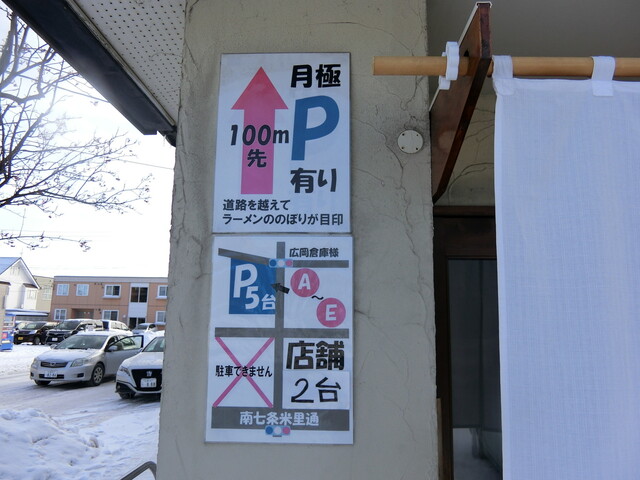 月極
P
100m
先
有り
道路を越えて
ラーメンののぼりが目印
広岡倉庫様
P
5台
A
～
E
駐車できません
店舗
2台
南七条米里通